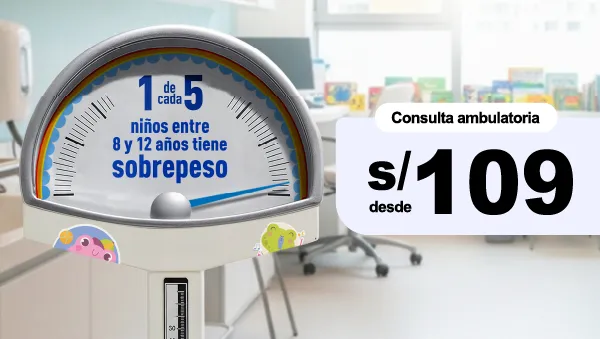 1 de cada 5
niños entre
8 y 12 años tiene
sobrepeso
Consulta ambulatoria
desde s/109